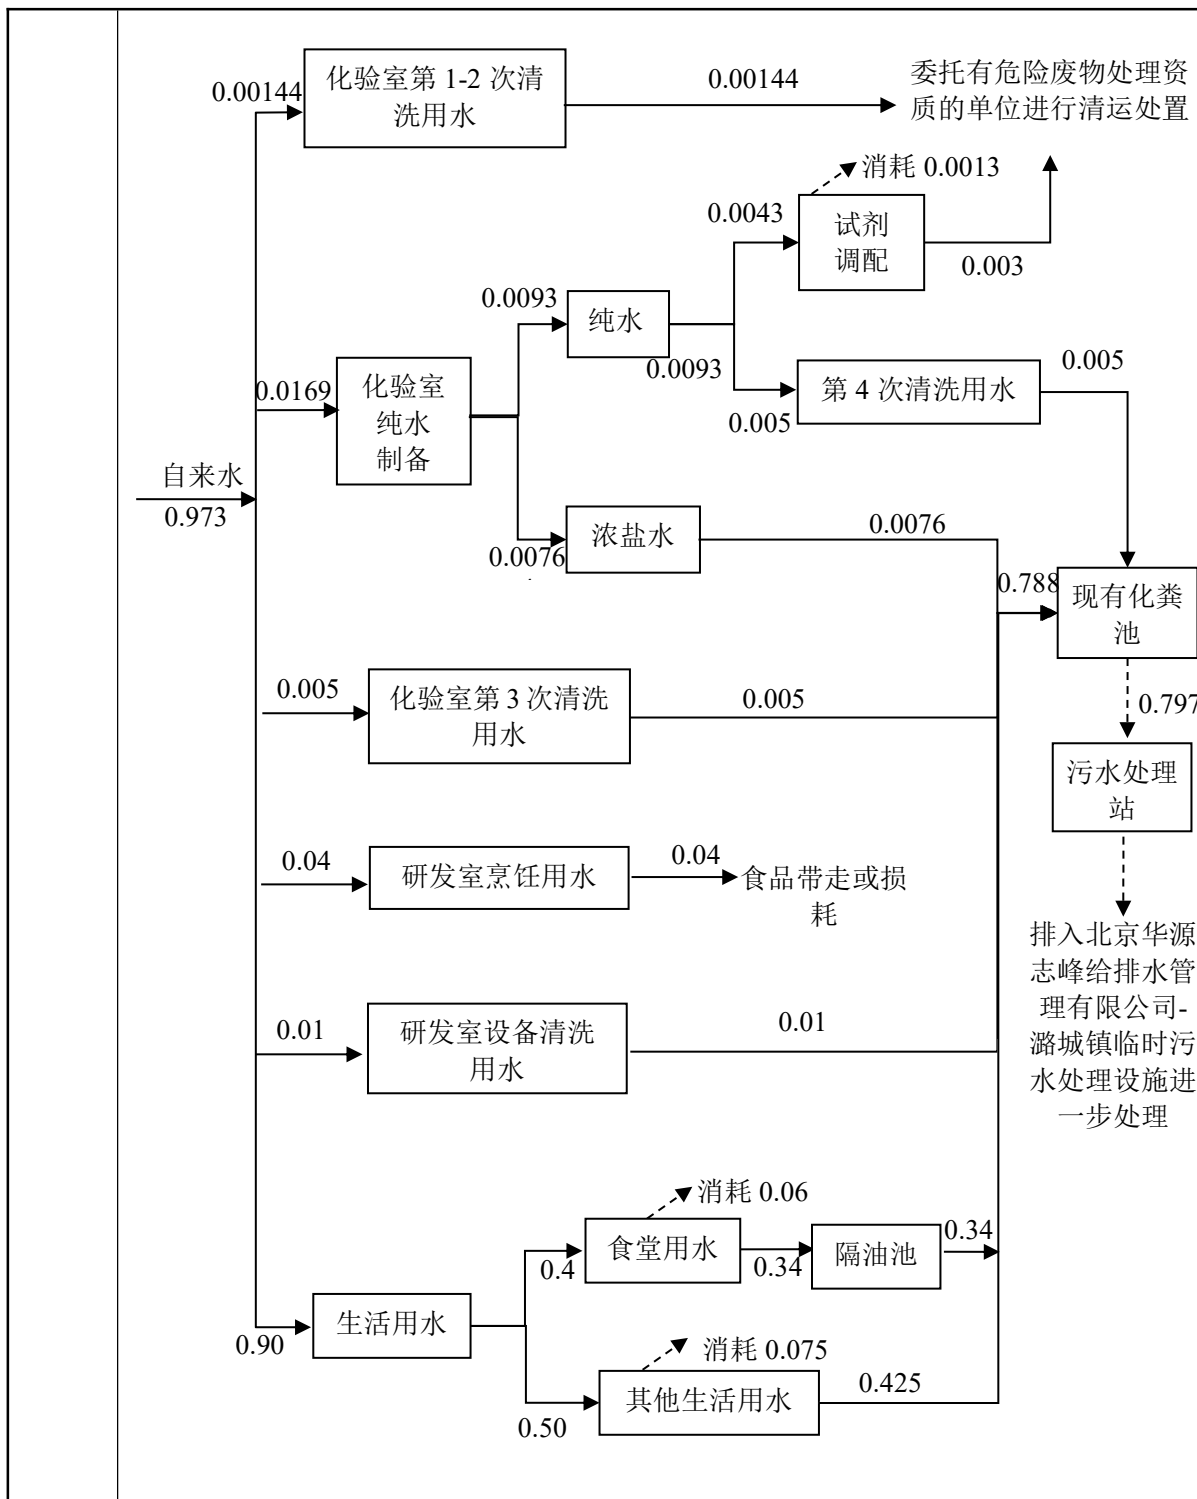 0.00144
化验室第 1-2 次清
洗用水
0.00144
委托有危险废物处理资
质的单位进行清运处置
消耗 0.0013
0.0043
试剂
调配
0.003
0.0093
纯水
0.0093
0.005
第 4 次清洗用水
0.005
0.0169
化验室
纯水
制备
自来水
0.973
0.0076
浓盐水
0.0076
0.788
现有化粪
池
0.797
污水处理
站
排入北京华源
志峰给排水管
理有限公司-
潞城镇临时污
水处理设施进
一步处理
0.005
化验室第 3 次清洗
用水
0.005
0.04
研发室烹饪用水
0.04
食品带走或损
耗
0.01
研发室设备清洗
用水
0.01
消耗 0.06
食堂用水
0.4
0.34
隔油池
0.34
0.90
生活用水
消耗 0.075
0.50
其他生活用水
0.425